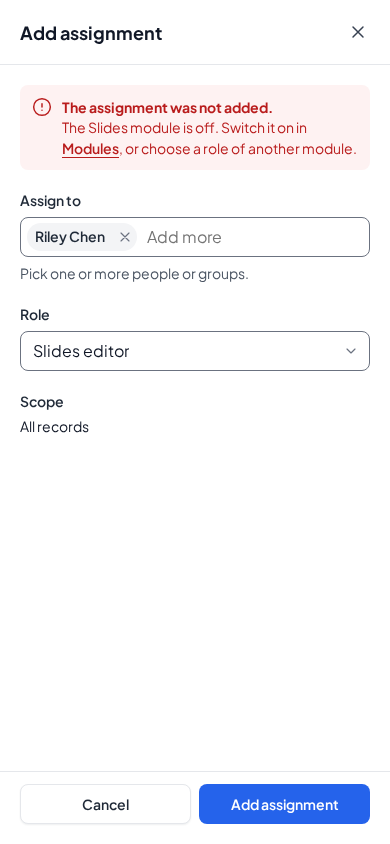 Add assignment
The assignment was not added.
The Slides module is off. Switch it on in
Modules, or choose a role of another module.
Assign to
Riley Chen
Add more
Pick one or more people or groups.
Role
Slides editor
Scope
All records
Cancel
Add assignment